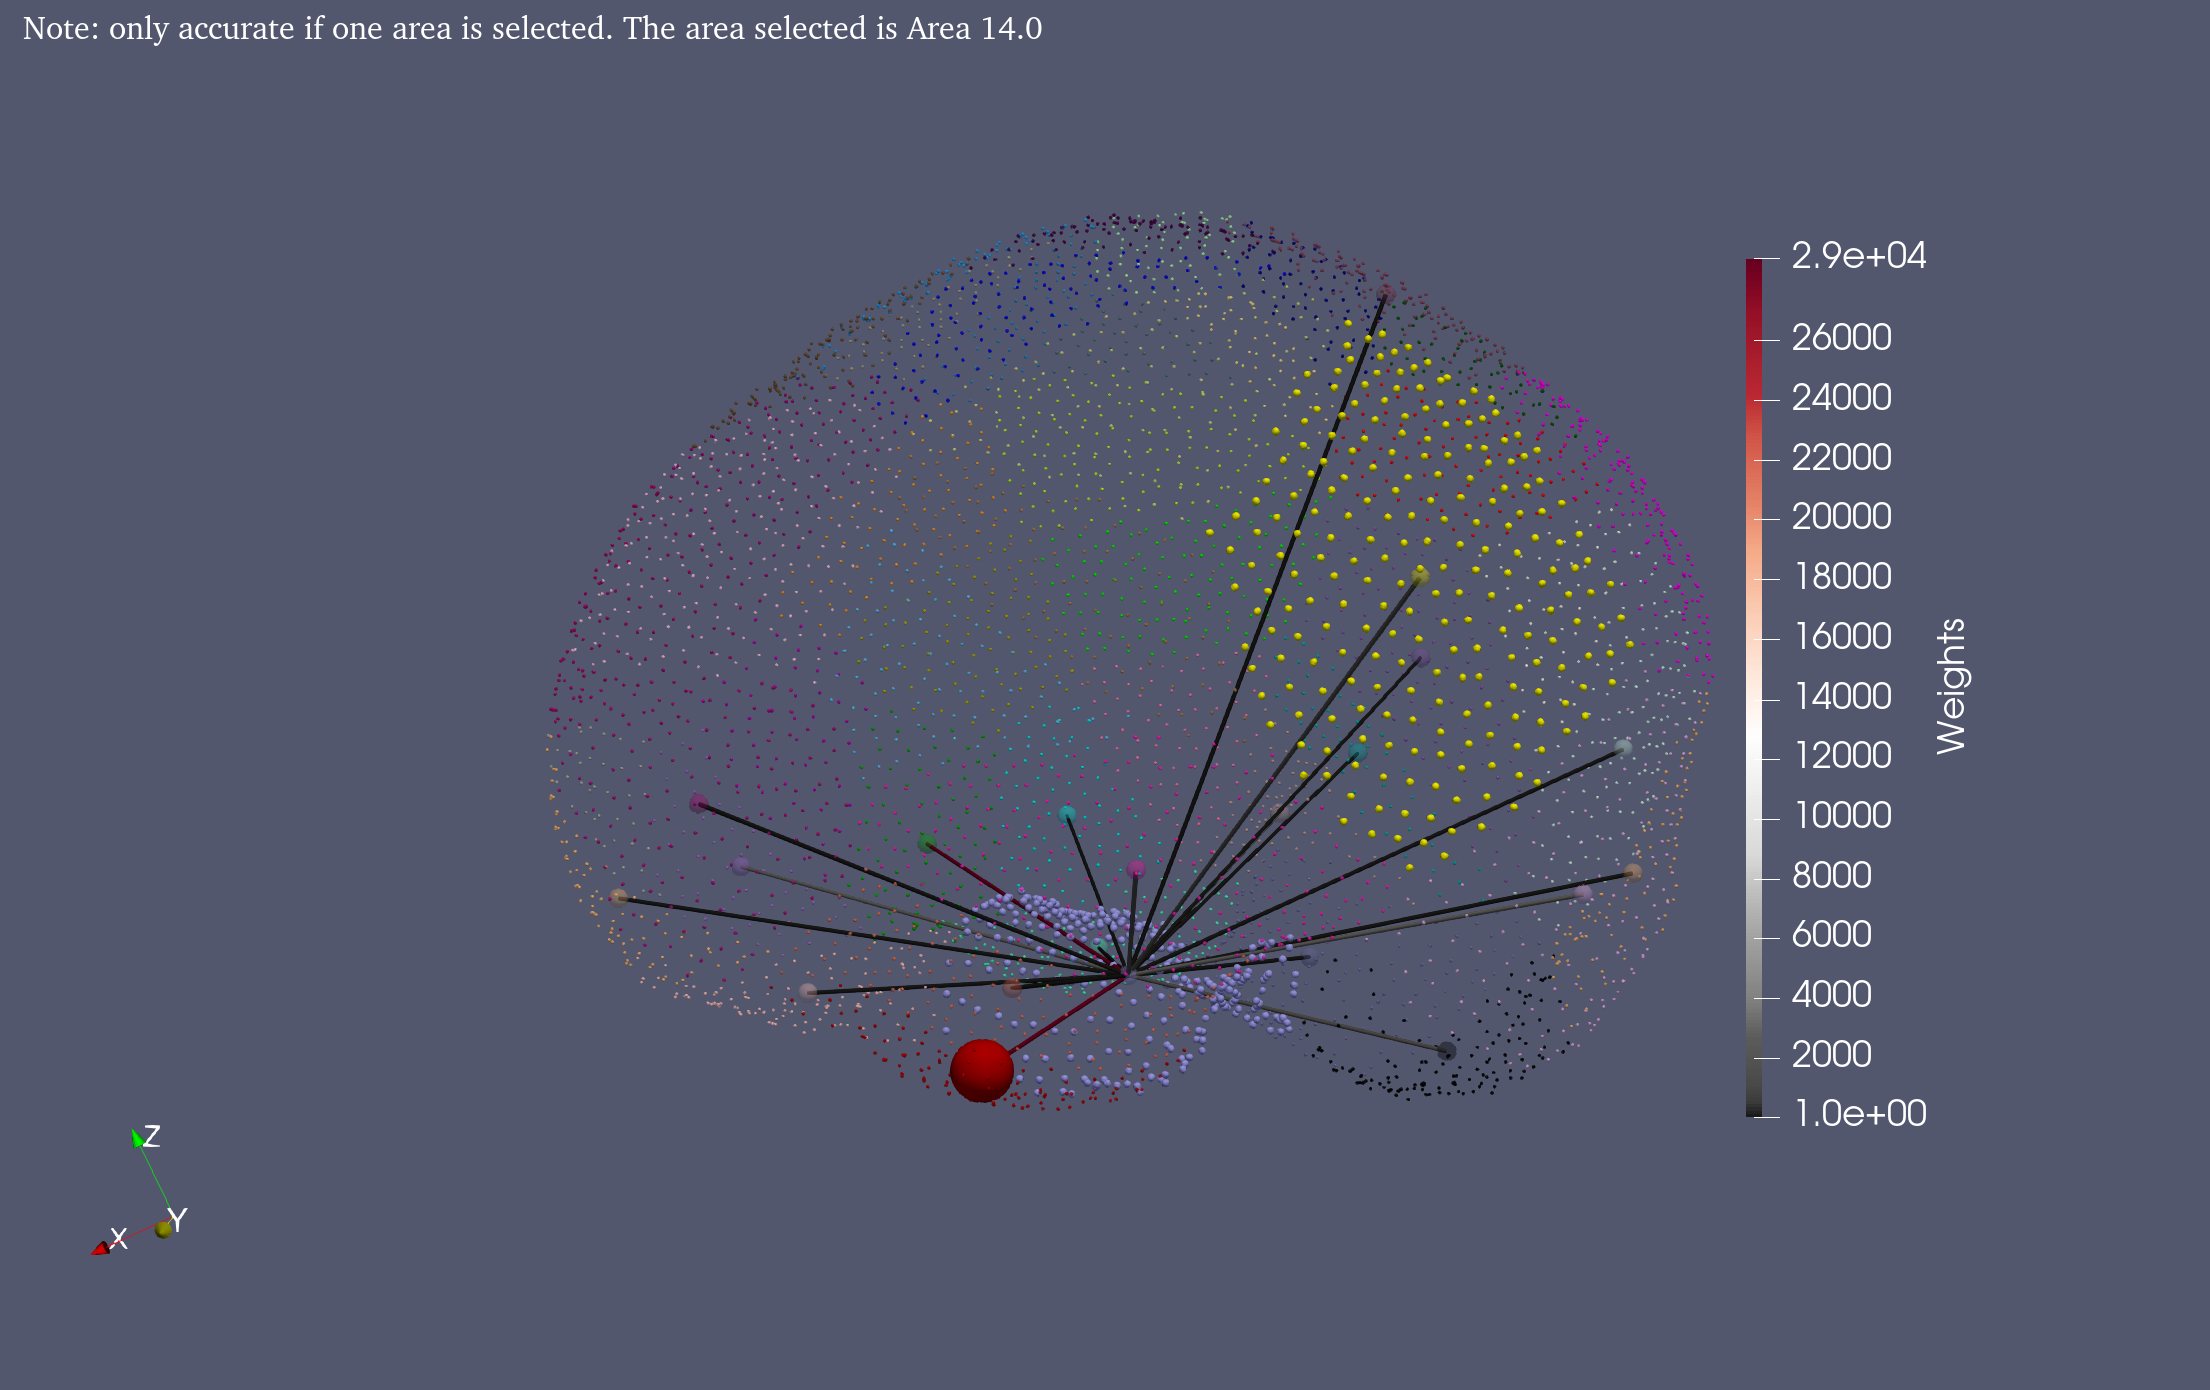 Note: only accurate if one area is selected. The area selected is Area 14.0
2.9e+04
26000
24000
22000
20000
18000
16000
14000
12000
10000
8000
6000
4000
2000
1.0e+00
Weights
Z
Y
X